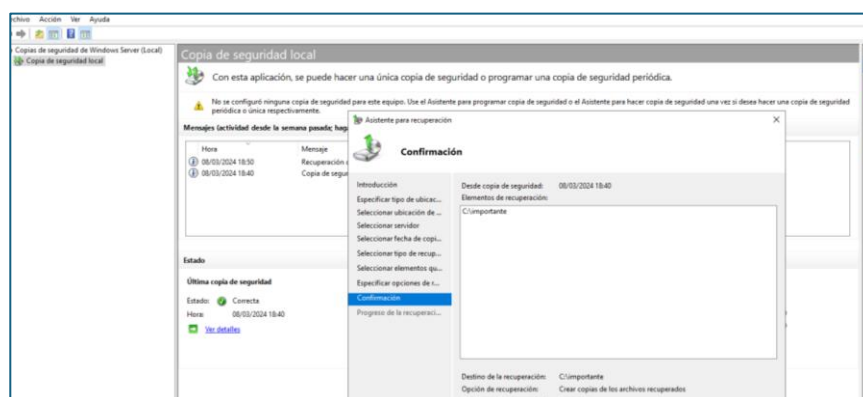 rchivo Acción Ver Ayuda
Copias de seguridad de Windows Server (Local)
Copia de seguridad local
Copia de seguridad local
Con esta aplicación, se puede hacer una única copia de seguridad o programar una copia de seguridad periódica.
No se configuró ninguna copia de seguridad para este equipo. Use el Asistente para programar copia de seguridad o el Asistente para hacer copia de seguridad una vez si desea hacer una copia de seguridad
periódica o única respectivamente.
Mensajes (actividad desde la semana pasada; hag
Hora Mensaje
08/03/2024 18:50 Recuperación
08/03/2024 18:40 Copia de segur
Estado
Última copia de seguridad
Estado: Correcta
Hora: 08/03/2024 18:40
Ver detalles
Asistente para recuperación
Confirmación
Introducción
Especificar tipo de ubicac...
Seleccionar ubicación de ...
Seleccionar servidor
Seleccionar fecha de copi...
Seleccionar tipo de recup...
Seleccionar elementos qu...
Especificar opciones de r...
Confirmación
Progreso de la recuperaci...
Desde copia de seguridad: 08/03/2024 18:40
Elementos de recuperación:
C:\importante
Destino de la recuperación: C:\importante
Opción de recuperación: Crear copias de los archivos recuperados